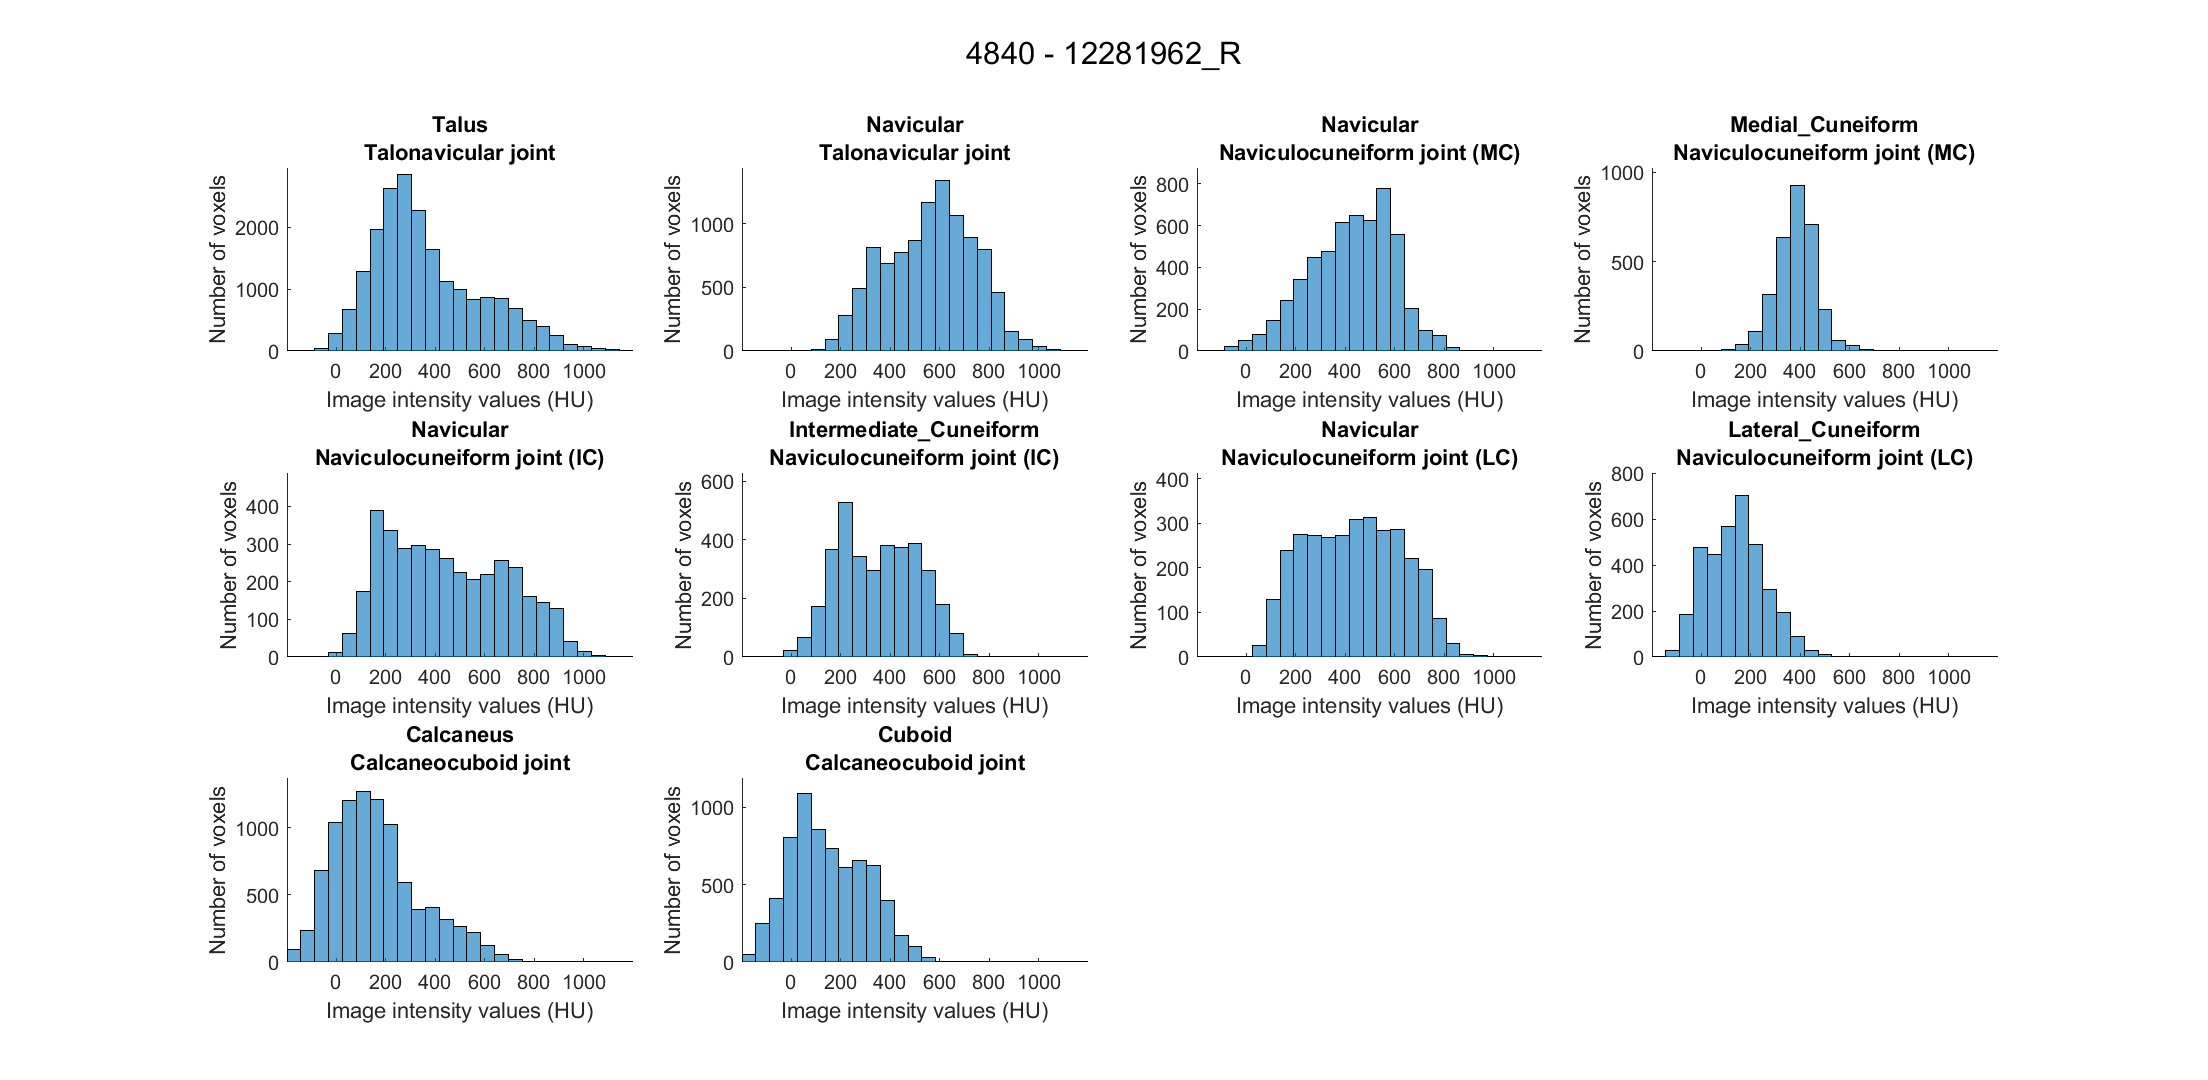 4840 - 12281962_R
Talus
Talonavicular joint
Number of voxels
2000
1000
0
0 200 400 600 800 1000
Image intensity values (HU)
Navicular
Talonavicular joint
Number of voxels
1000
500
0
0 200 400 600 800 1000
Image intensity values (HU)
Navicular
Naviculocuneiform joint (MC)
Number of voxels
800
600
400
200
0
0 200 400 600 800 1000
Image intensity values (HU)
Medial_Cuneiform
Naviculocuneiform joint (MC)
Number of voxels
1000
500
0
0 200 400 600 800 1000
Image intensity values (HU)
Navicular
Naviculocuneiform joint (IC)
Number of voxels
400
300
200
100
0
0 200 400 600 800 1000
Image intensity values (HU)
Intermediate_Cuneiform
Naviculocuneiform joint (IC)
Number of voxels
600
400
200
0
0 200 400 600 800 1000
Image intensity values (HU)
Navicular
Naviculocuneiform joint (LC)
Number of voxels
400
300
200
100
0
0 200 400 600 800 1000
Image intensity values (HU)
Lateral_Cuneiform
Naviculocuneiform joint (LC)
Number of voxels
800
600
400
200
0
0 200 400 600 800 1000
Image intensity values (HU)
Calcaneus
Calcaneocuboid joint
Number of voxels
1000
500
0
0 200 400 600 800 1000
Image intensity values (HU)
Cuboid
Calcaneocuboid joint
Number of voxels
1000
500
0
0 200 400 600 800 1000
Image intensity values (HU)